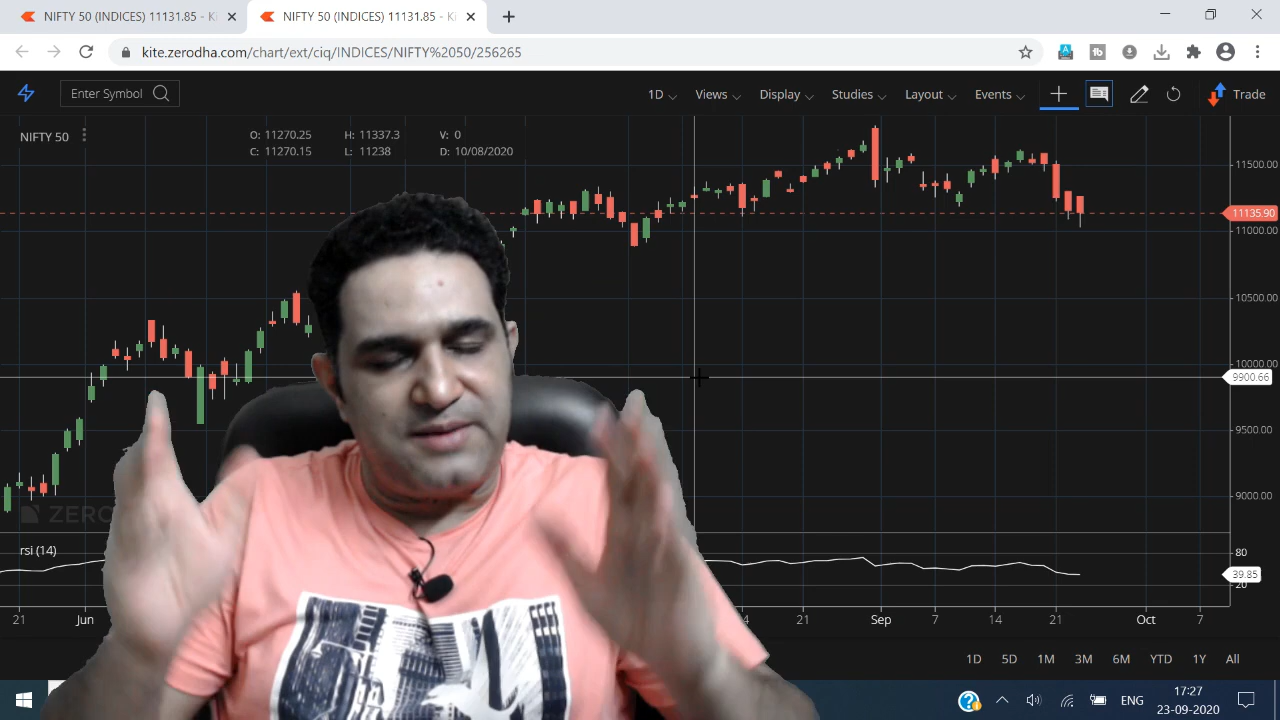 NIFTY 50 (INDICES) 11131.85 - Ki
NIFTY 50 (INDICES) 11131.85 - Ki
kite.zerodha.com/chart/ext/ciq/INDICES/NIFTY%2050/256265
Enter Symbol
1D Views Display Studies Layout Events Trade
NIFTY 50
O: 11270.25 H: 11337.3 V: 0
C: 11270.15 L: 11238 D: 10/08/2020
11500.00
11135.90
11000.00
10500.00
10000.00
9900.66
9500.00
9000.00
ZERO
rsi (14)
80
39.85
20
21 Jun 4 21 Sep 7 14 21 Oct 7
1D 5D 1M 3M 6M YTD 1Y All
ENG
17:27
23-09-2020